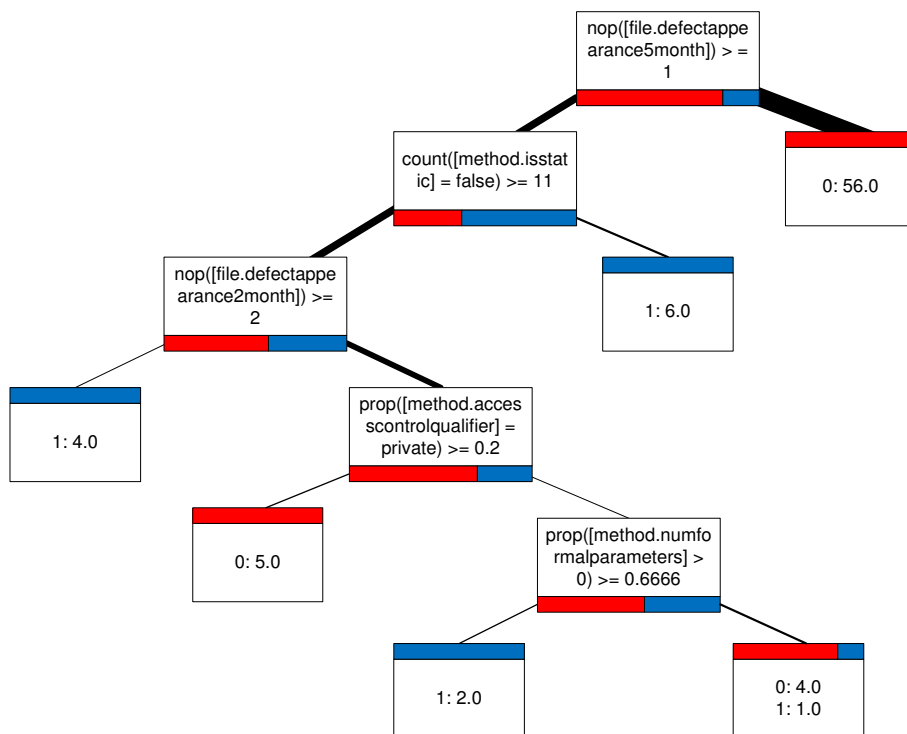 nop([file.defectappe
arance5month]) > =
1
0: 56.0
count([method.isstat
ic] = false) >= 11
1: 6.0
nop([file.defectappe
arance2month]) >=
2
1: 4.0
prop([method.acces
scontrolqualifier] =
private) >= 0.2
0: 5.0
prop([method.numfo
rmalparameters] >
0) >= 0.6666
1: 2.0
0: 4.0
1: 1.0